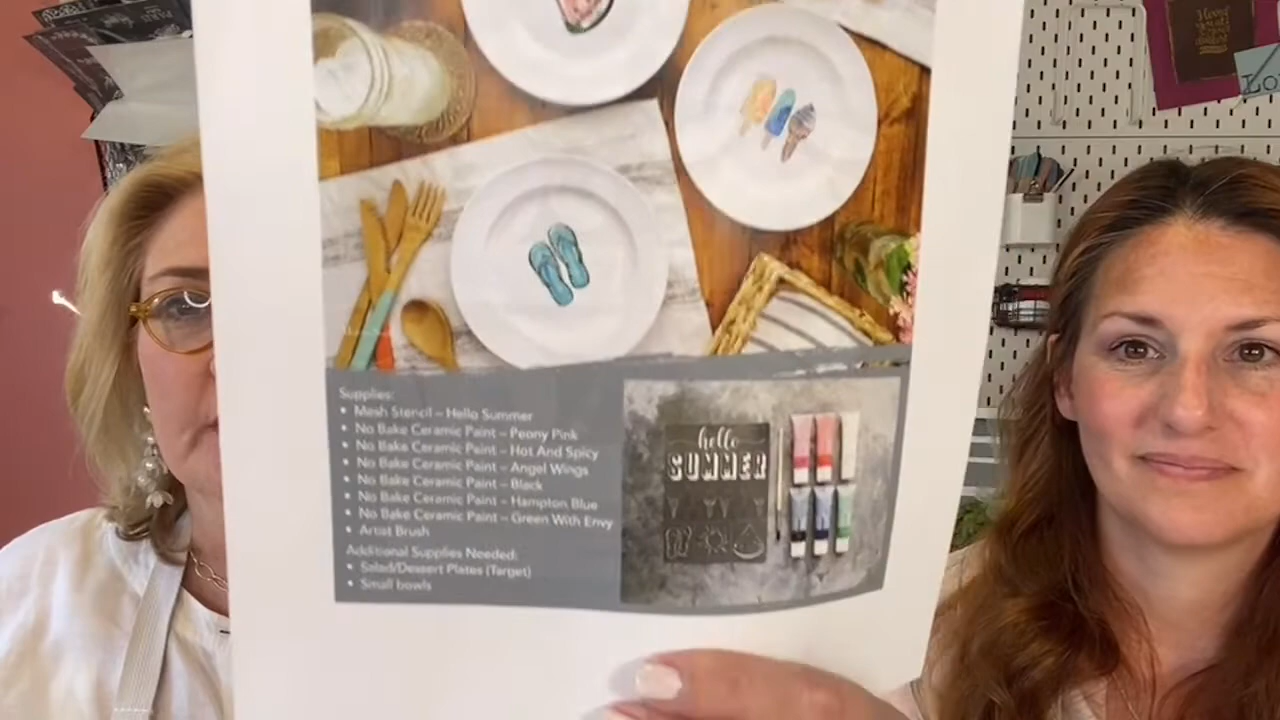 Supplies:
• Mesh Stencil – Hello Summer
• No Bake Ceramic Paint – Peony Pink
• No Bake Ceramic Paint – Hot And Spicy
• No Bake Ceramic Paint – Angel Wings
• No Bake Ceramic Paint – Black
• No Bake Ceramic Paint – Hampton Blue
• No Bake Ceramic Paint – Green With Envy
• Artist Brush
Additional Supplies Needed:
• Salad/Dessert Plates (Target)
• Small bowls
hello
SUMMER